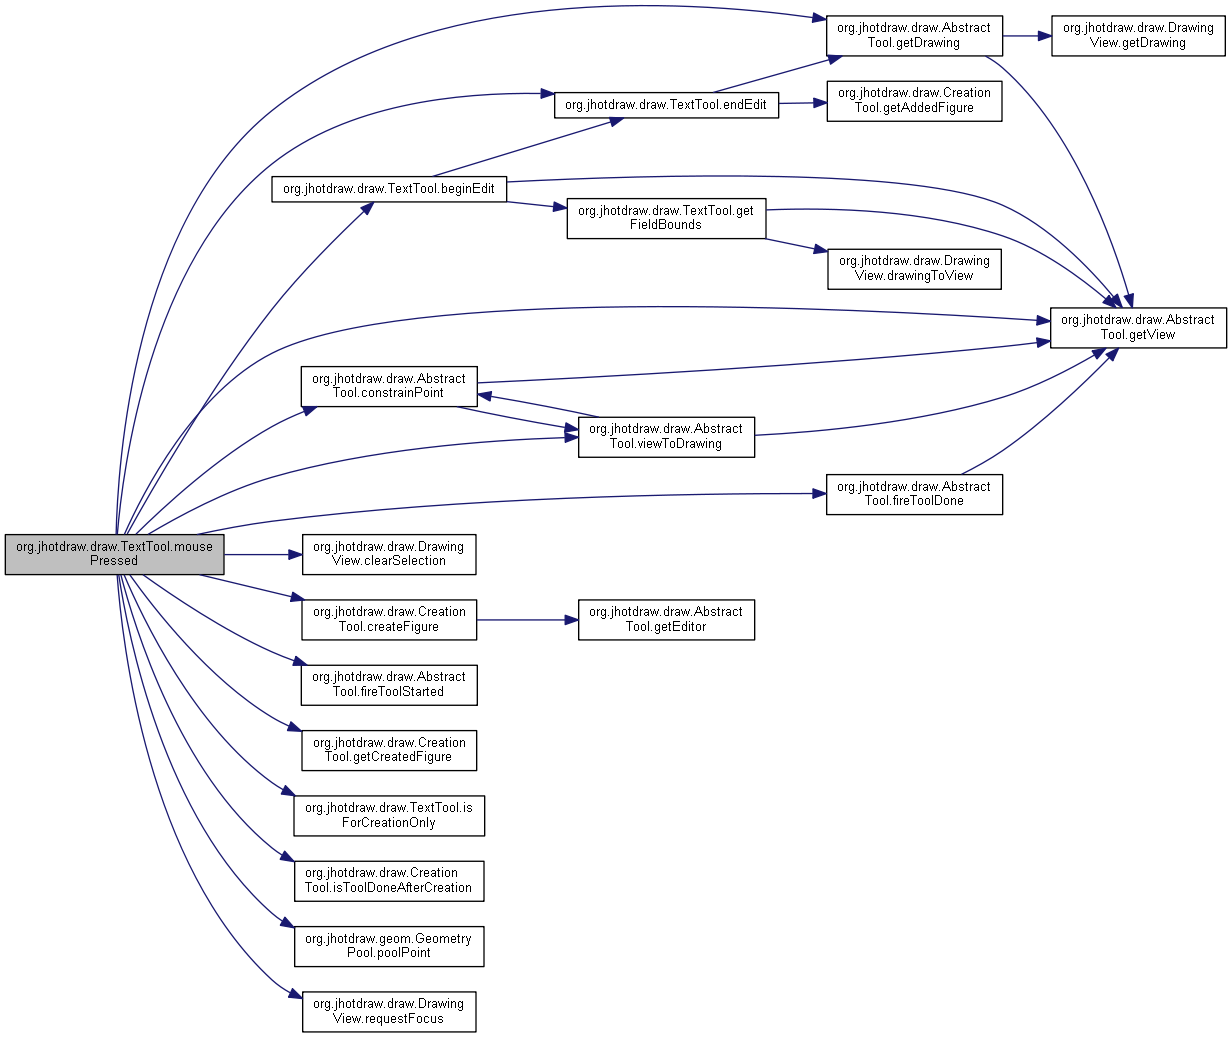 org.jhotdraw.draw.Abstract
Tool.getDrawing
org.jhotdraw.draw.Drawing
View.getDrawing
org.jhotdraw.draw.TextTool.endEdit
org.jhotdraw.draw.Creation
Tool.getAddedFigure
org.jhotdraw.draw.TextTool.beginEdit
org.jhotdraw.draw.TextTool.get
FieldBounds
org.jhotdraw.draw.Drawing
View.drawingToView
org.jhotdraw.draw.Abstract
Tool.getView
org.jhotdraw.draw.Abstract
Tool.constrainPoint
org.jhotdraw.draw.Abstract
Tool.viewToDrawing
org.jhotdraw.draw.Abstract
Tool.fireToolDone
org.jhotdraw.draw.TextTool.mouse
Pressed
org.jhotdraw.draw.Drawing
View.clearSelection
org.jhotdraw.draw.Creation
Tool.createFigure
org.jhotdraw.draw.Abstract
Tool.getEditor
org.jhotdraw.draw.Abstract
Tool.fireToolStarted
org.jhotdraw.draw.Creation
Tool.getCreatedFigure
org.jhotdraw.draw.TextTool.is
ForCreationOnly
org.jhotdraw.draw.Creation
Tool.isToolDoneAfterCreation
org.jhotdraw.geom.Geometry
Pool.poolPoint
org.jhotdraw.draw.Drawing
View.requestFocus